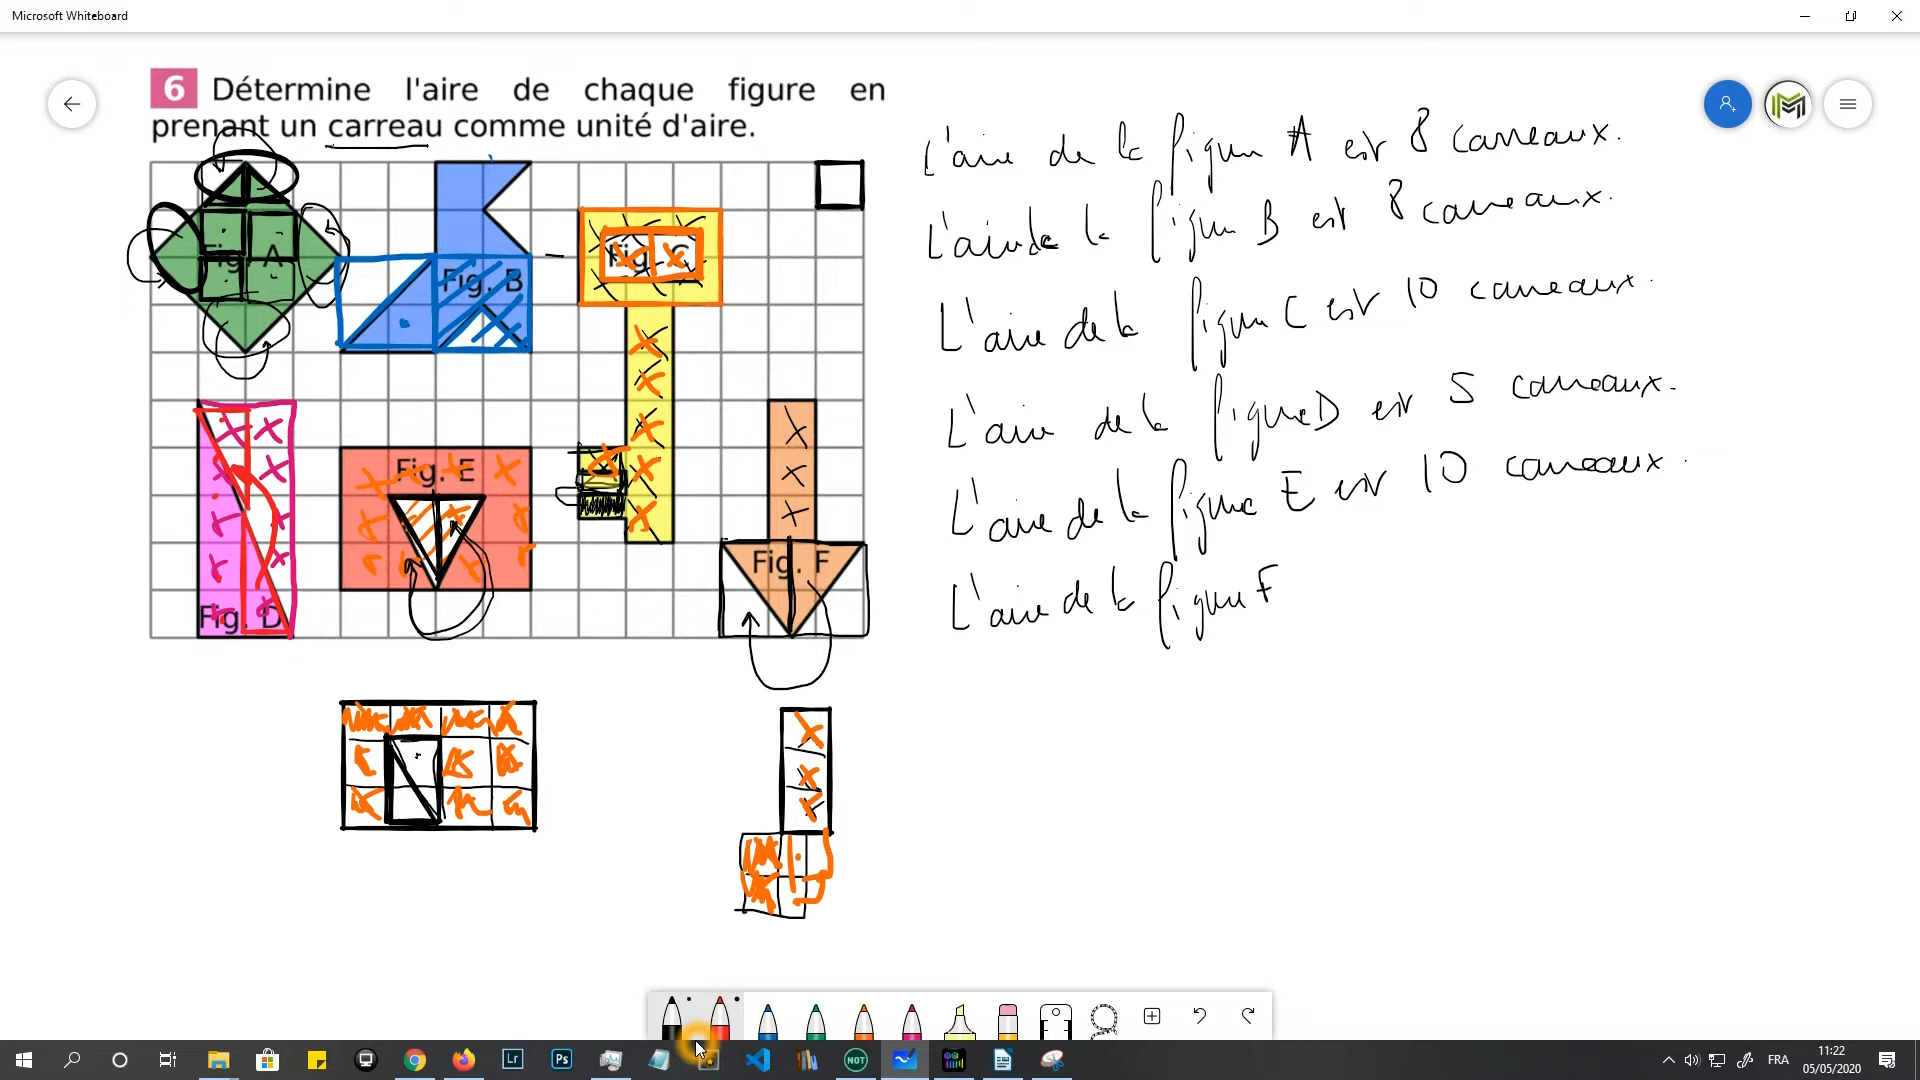 Microsoft Whiteboard
6 Détermine l'aire de chaque figure en
prenant un carreau comme unité d'aire.
Fig. A
Fig. B
Fig. C
Fig. E
Fig. F
Fig. D
L'aire de la figure A est 8 carreaux.
L'aire de la figure B est 8 carreaux.
L'aire de la figure C est 10 carreaux.
L'aire de la figure D est 5 carreaux.
L'aire de la figure E est 10 carreaux.
L'aire de la figure F
Lr
Ps
NOT
FRA
11:22
05/05/2020